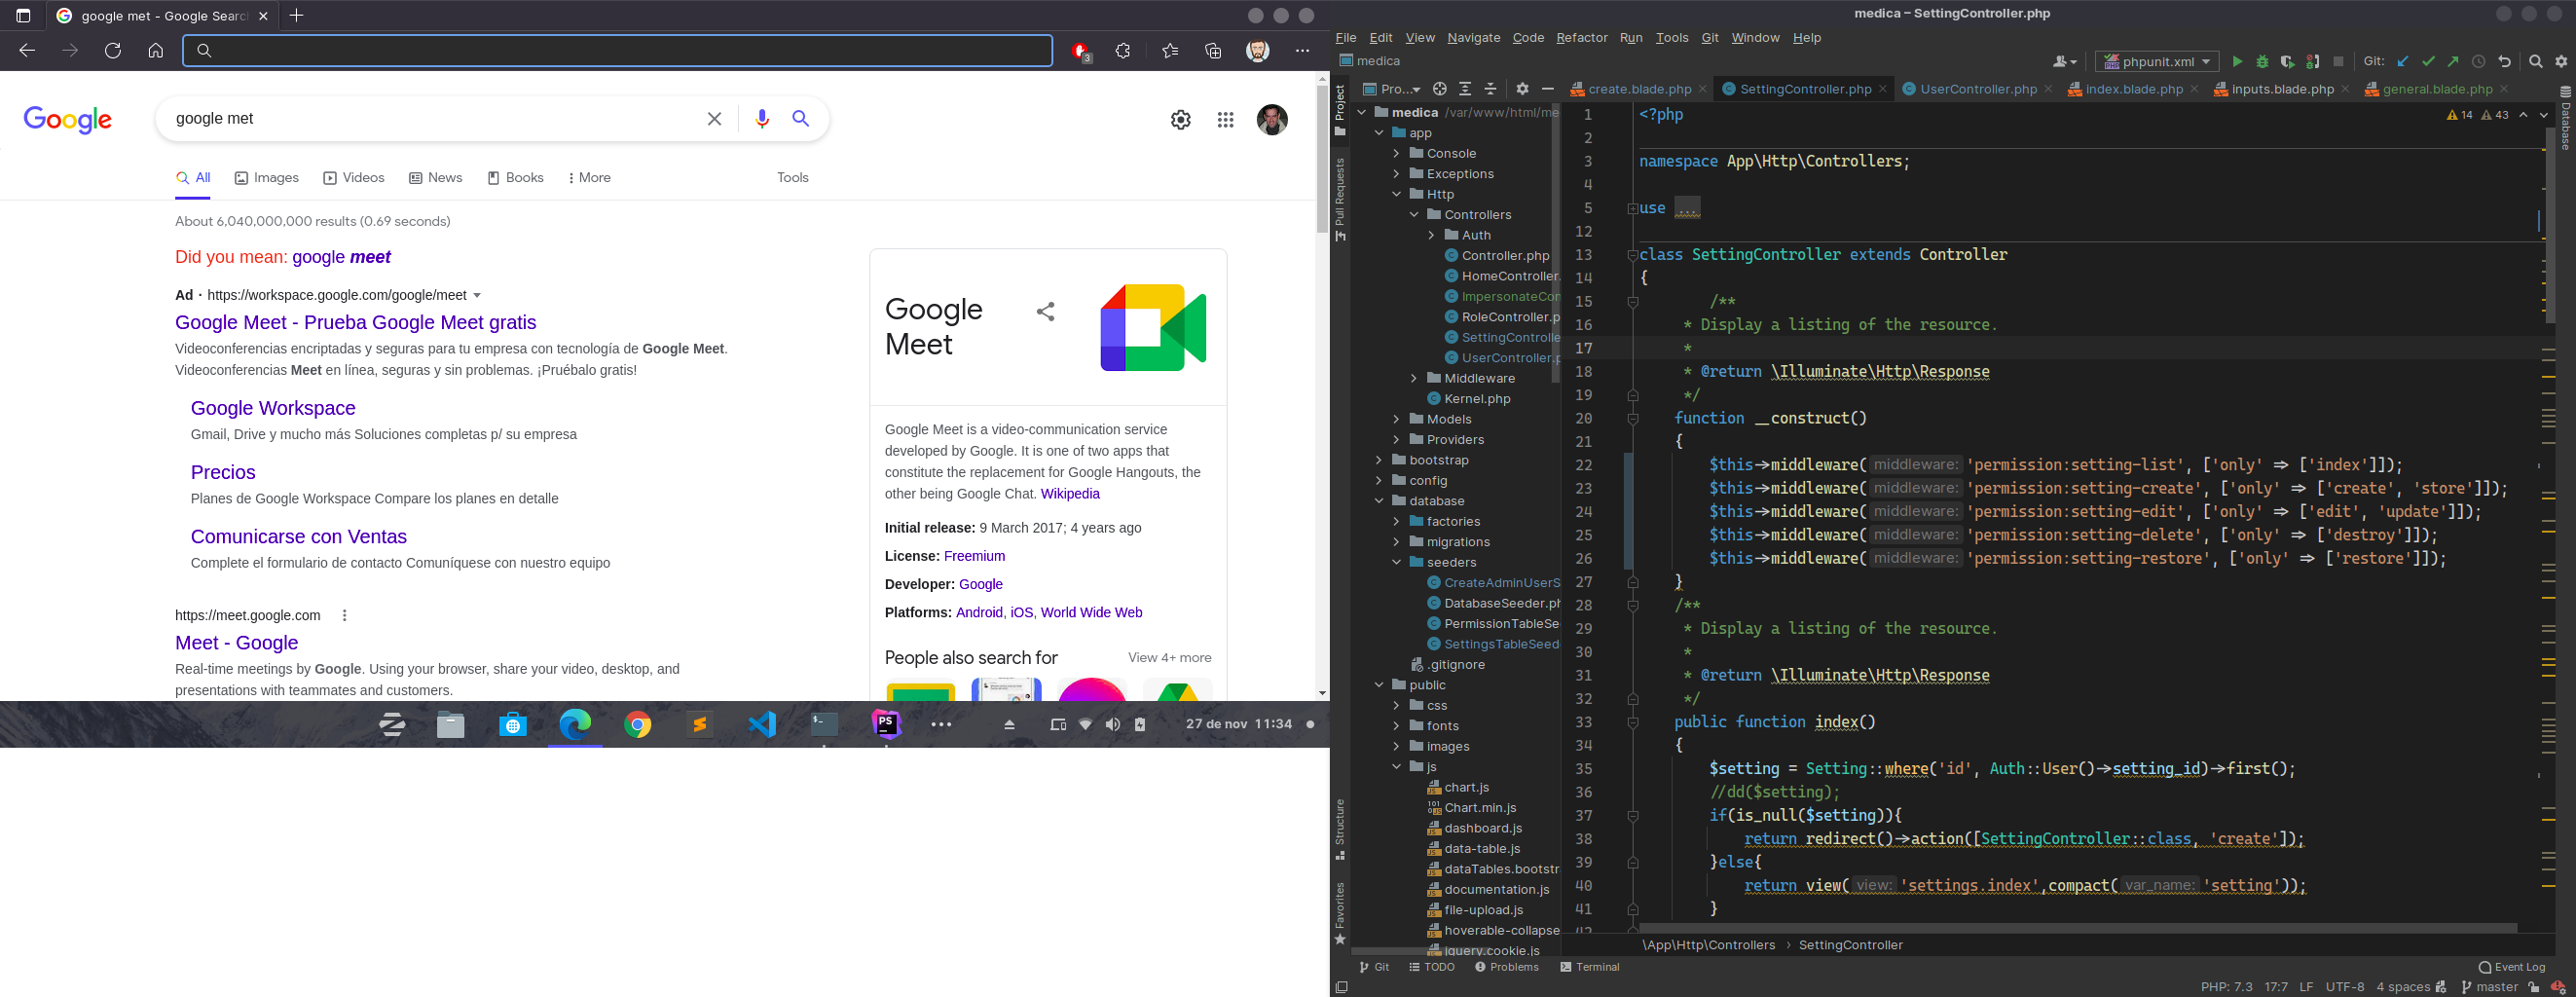 google met - Google Searc
3
Google
google met
All
Images
Videos
News
Books
More
Tools
About 6,040,000,000 results (0.69 seconds)
Did you mean: google meet
Ad · https://workspace.google.com/google/meet
Google Meet - Prueba Google Meet gratis
Videoconferencias encriptadas y seguras para tu empresa con tecnología de Google Meet.
Videoconferencias Meet en línea, seguras y sin problemas. ¡Pruébalo gratis!
Google Workspace
Gmail, Drive y mucho más Soluciones completas p/ su empresa
Precios
Planes de Google Workspace Compare los planes en detalle
Comunicarse con Ventas
Complete el formulario de contacto Comuníquese con nuestro equipo
https://meet.google.com
Meet - Google
Real-time meetings by Google. Using your browser, share your video, desktop, and
presentations with teammates and customers.
Google
Meet
Google Meet is a video-communication service
developed by Google. It is one of two apps that
constitute the replacement for Google Hangouts, the
other being Google Chat. Wikipedia
Initial release: 9 March 2017; 4 years ago
License: Freemium
Developer: Google
Platforms: Android, iOS, World Wide Web
People also search for
View 4+ more
PS
27 de nov 11:34
medica – SettingController.php
File Edit View Navigate Code Refactor Run Tools Git Window Help
medica
phpunit.xml
Git:
Project
Pull Requests
Structure
Favorites
Database
Pro...
create.blade.php
SettingController.php
UserController.php
index.blade.php
inputs.blade.php
general.blade.php
medica /var/www/html/me
app
Console
Exceptions
Http
Controllers
Auth
Controller.php
HomeController.
ImpersonateCon
RoleController.p
SettingControlle
UserController.p
Middleware
Kernel.php
Models
Providers
bootstrap
config
database
factories
migrations
seeders
CreateAdminUserS
DatabaseSeeder.ph
PermissionTableSe
SettingsTableSeed
.gitignore
public
css
fonts
images
js
chart.js
Chart.min.js
dashboard.js
data-table.js
dataTables.bootstr
documentation.js
file-upload.js
hoverable-collapse
jquery.cookie.js
14 43
1 <?php
2
3 namespace App\Http\Controllers;
4
5 use ...
12
13 class SettingController extends Controller
14 {
15 /**
16 * Display a listing of the resource.
17 *
18 * @return \Illuminate\Http\Response
19 */
20 function __construct()
21 {
22 $this->middleware( middleware: 'permission:setting-list', ['only' => ['index']]);
23 $this->middleware( middleware: 'permission:setting-create', ['only' => ['create', 'store']]);
24 $this->middleware( middleware: 'permission:setting-edit', ['only' => ['edit', 'update']]);
25 $this->middleware( middleware: 'permission:setting-delete', ['only' => ['destroy']]);
26 $this->middleware( middleware: 'permission:setting-restore', ['only' => ['restore']]);
27 }
28 /**
29 * Display a listing of the resource.
30 *
31 * @return \Illuminate\Http\Response
32 */
33 public function index()
34 {
35 $setting = Setting::where('id', Auth::User()->setting_id)->first();
36 //dd($setting);
37 if(is_null($setting)){
38 return redirect()->action([SettingController::class, 'create']);
39 }else{
40 return view( view: 'settings.index',compact( var_name: 'setting'));
41 }
42
\App\Http\Controllers › SettingController
Git
TODO
Problems
Terminal
Event Log
PHP: 7.3 17:7 LF UTF-8 4 spaces master